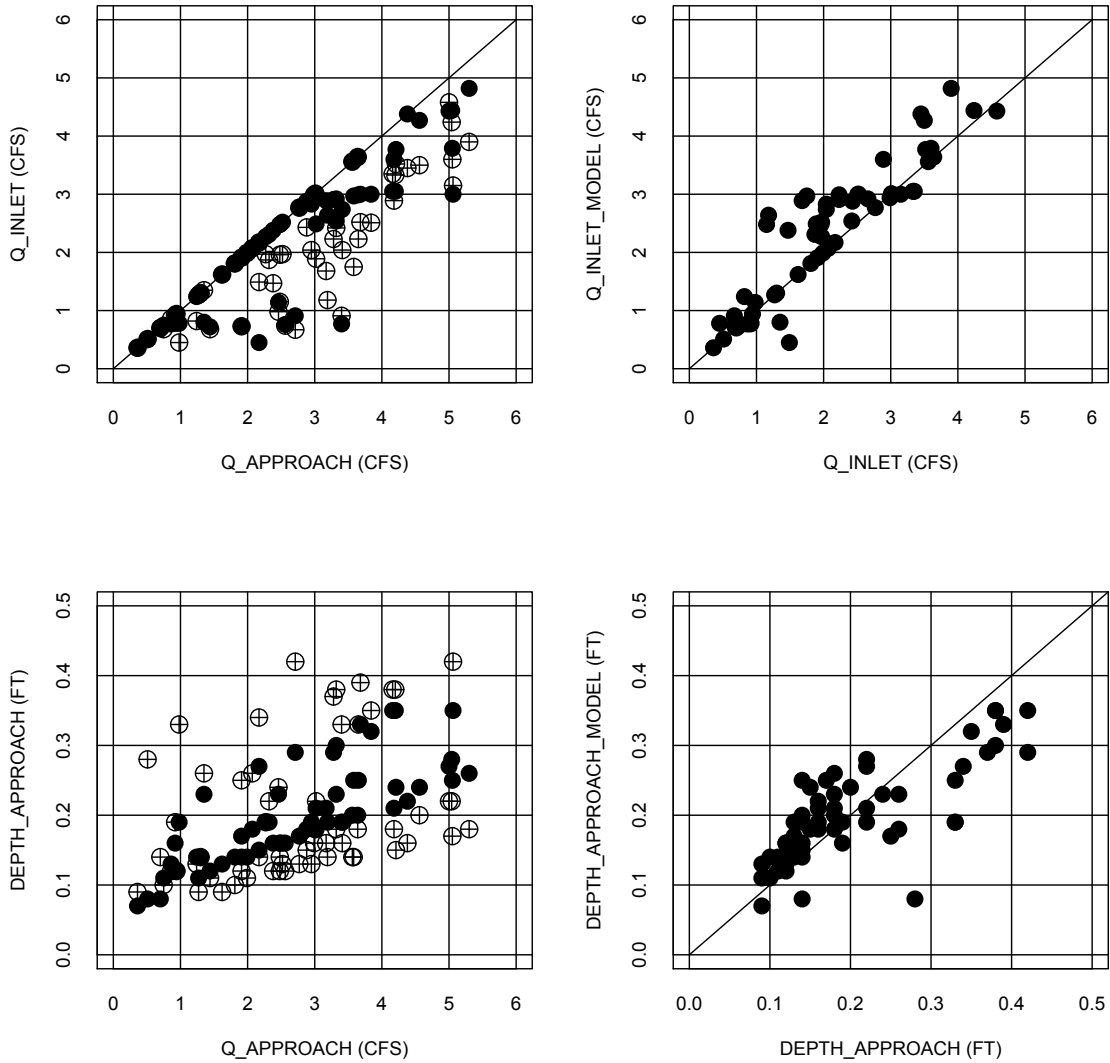 Q_INLET (CFS)
6
5
4
3
2
1
0
0 1 2 3 4 5 6
Q_APPROACH (CFS)
Q_INLET_MODEL (CFS)
6
5
4
3
2
1
0
0 1 2 3 4 5 6
Q_INLET (CFS)
DEPTH_APPROACH (FT)
0.5
0.4
0.3
0.2
0.1
0.0
0 1 2 3 4 5 6
Q_APPROACH (CFS)
DEPTH_APPROACH_MODEL (FT)
0.5
0.4
0.3
0.2
0.1
0.0
0.0 0.1 0.2 0.3 0.4 0.5
DEPTH_APPROACH (FT)